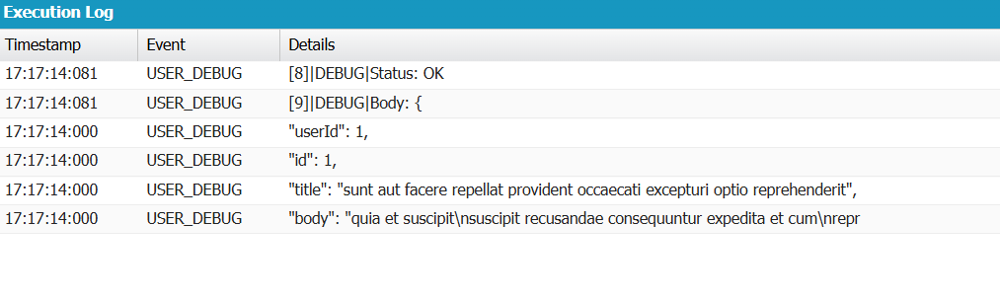 Execution Log
Timestamp Event Details
17:17:14:081 USER_DEBUG [8]|DEBUG|Status: OK
17:17:14:081 USER_DEBUG [9]|DEBUG|Body: {
17:17:14:000 USER_DEBUG "userId": 1,
17:17:14:000 USER_DEBUG "id": 1,
17:17:14:000 USER_DEBUG "title": "sunt aut facere repellat provident occaecati excepturi optio reprehenderit",
17:17:14:000 USER_DEBUG "body": "quia et suscipit\nsuscipit recusandae consequuntur expedita et cum\nrepr